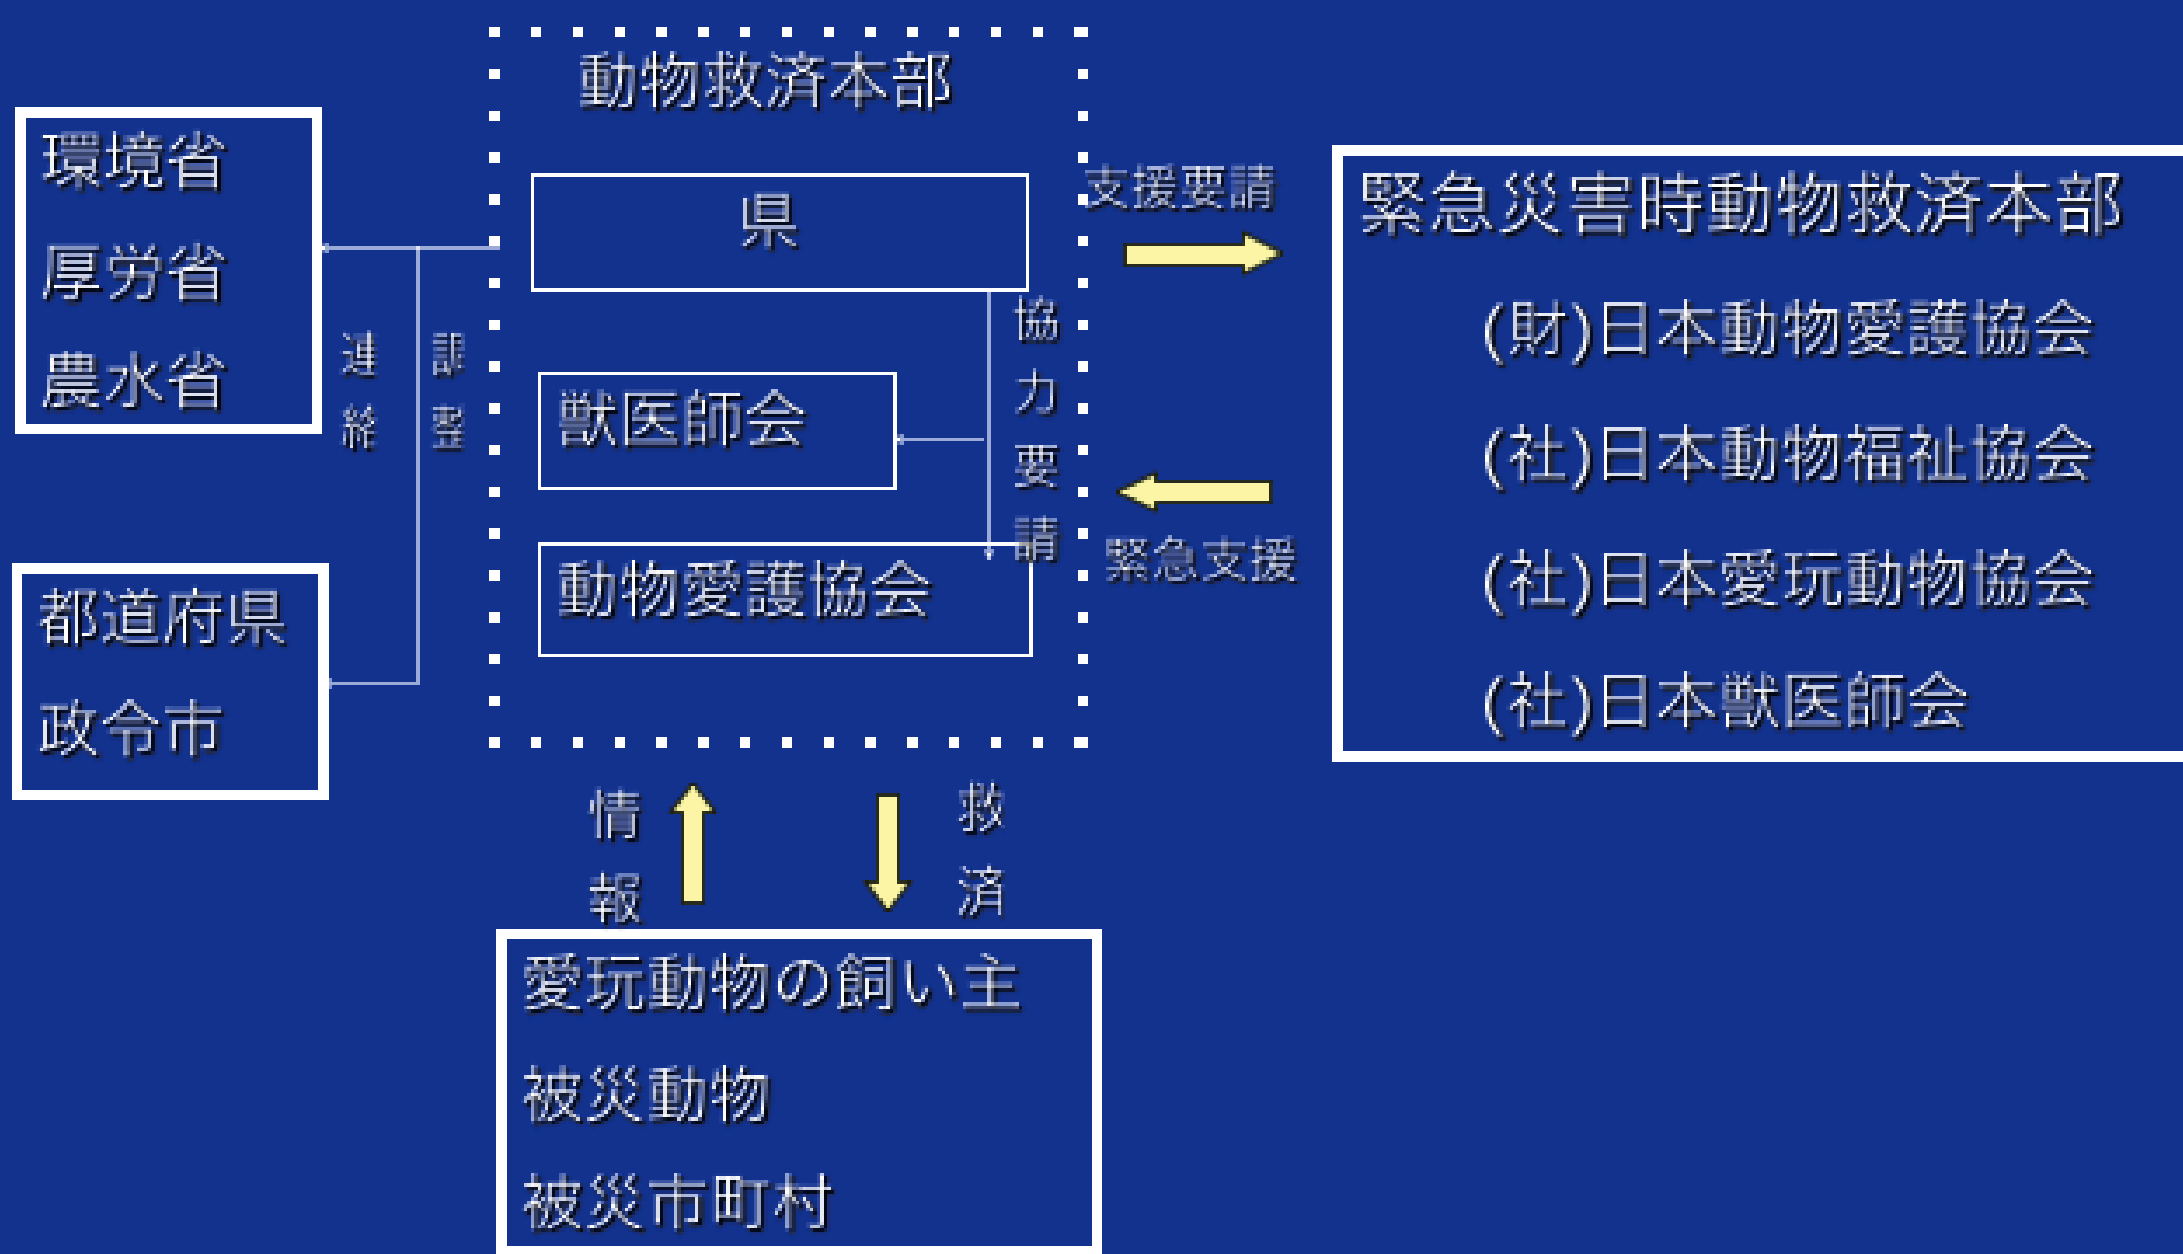 動物救済本部
環境省
厚労省
農水省
県
支援要請
緊急災害時動物救済本部
(財)日本動物愛護協会
(社)日本動物福祉協会
(社)日本愛玩動物協会
(社)日本獣医師会
連絡
調整
協力要請
獣医師会
動物愛護協会
緊急支援
都道府県
政令市
情報
救済
愛玩動物の飼い主
被災動物
被災市町村